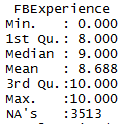 FBExperience
Min.   : 0.000
1st Qu.: 8.000
Median : 9.000
Mean   : 8.688
3rd Qu.:10.000
Max.   :10.000
NA's   :3513